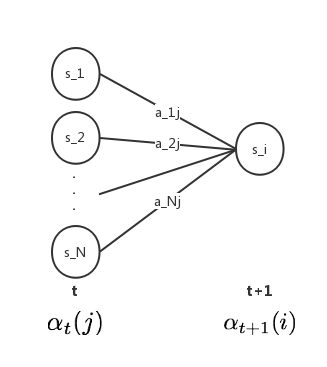 s_1
a_1j
s_2
a_2j
s_i
.
.
.
a_Nj
s_N
t t+1
α_t(j) α_{t+1}(i)